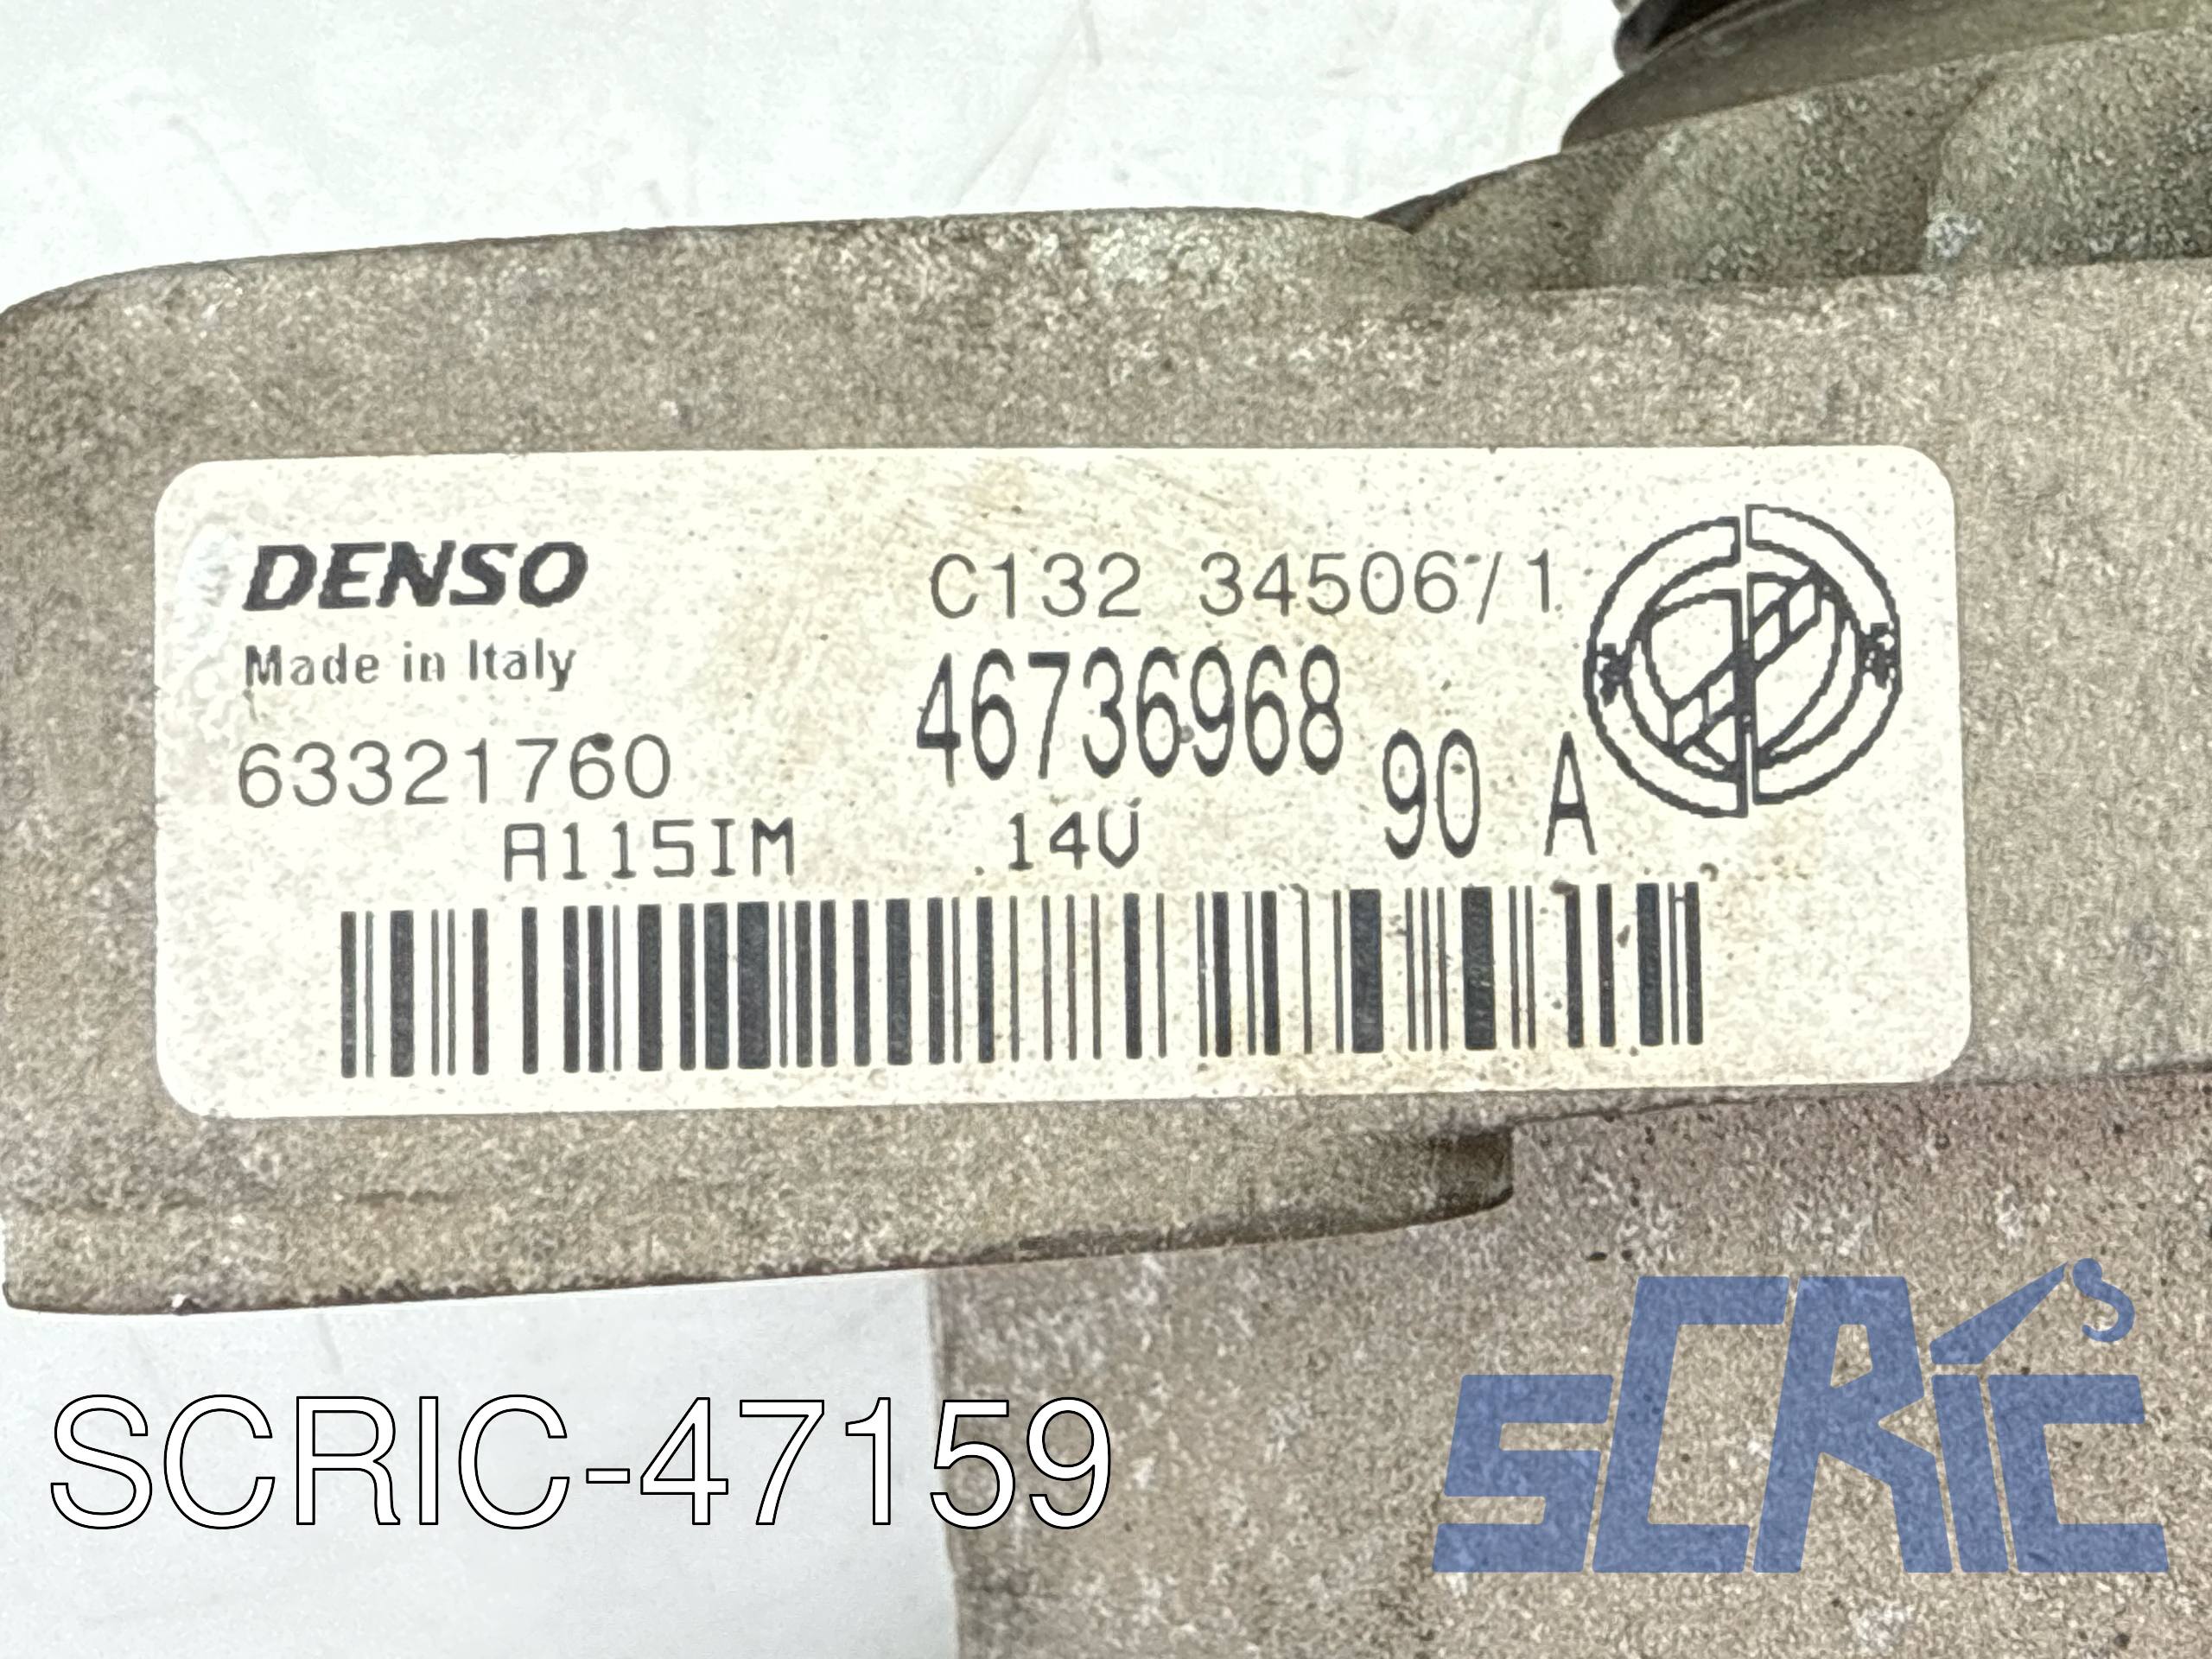 DENSO
Made in Italy
C132 34506/1
46736968
63321760
90 A
A115IM
14V
SCRIC-47159
SCRIC'S